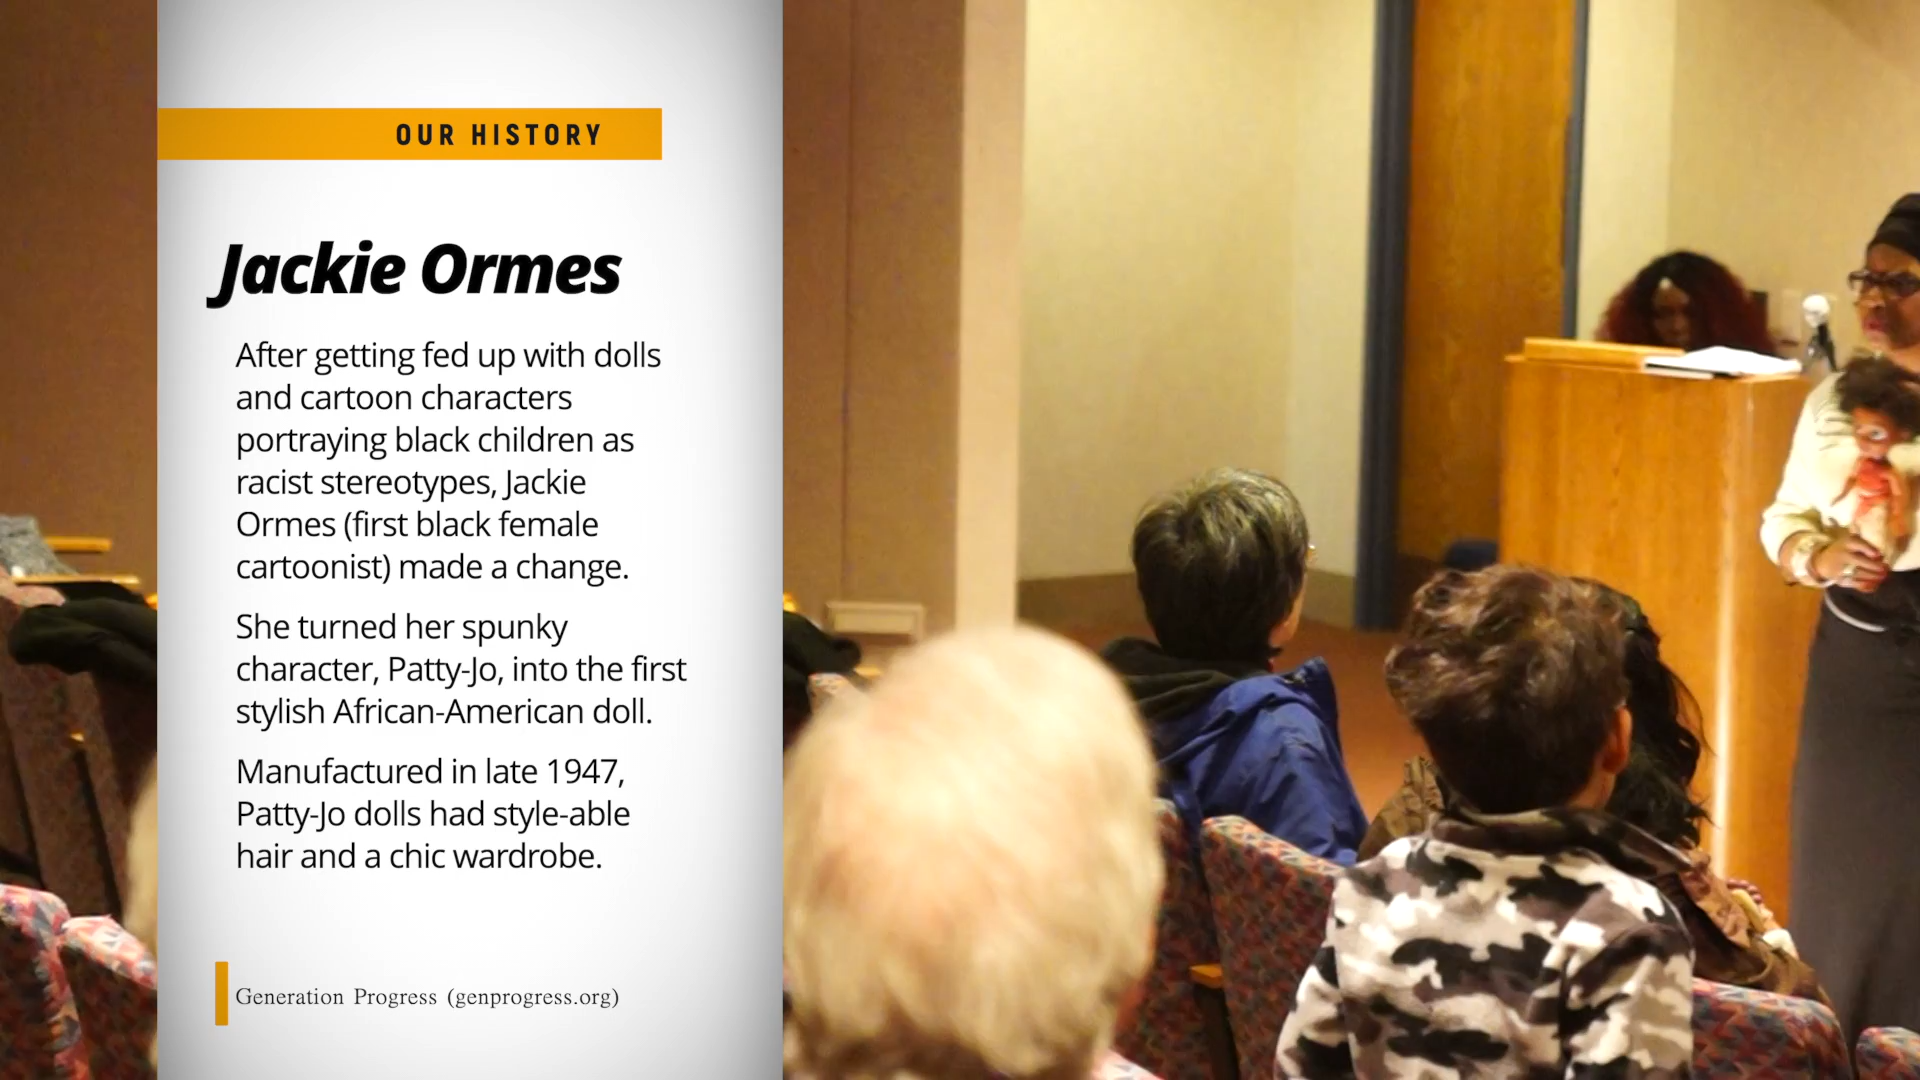 OUR HISTORY
Jackie Ormes
After getting fed up with dolls
and cartoon characters
portraying black children as
racist stereotypes, Jackie
Ormes (first black female
cartoonist) made a change.
She turned her spunky
character, Patty-Jo, into the first
stylish African-American doll.
Manufactured in late 1947,
Patty-Jo dolls had style-able
hair and a chic wardrobe.
Generation Progress (genprogress.org)